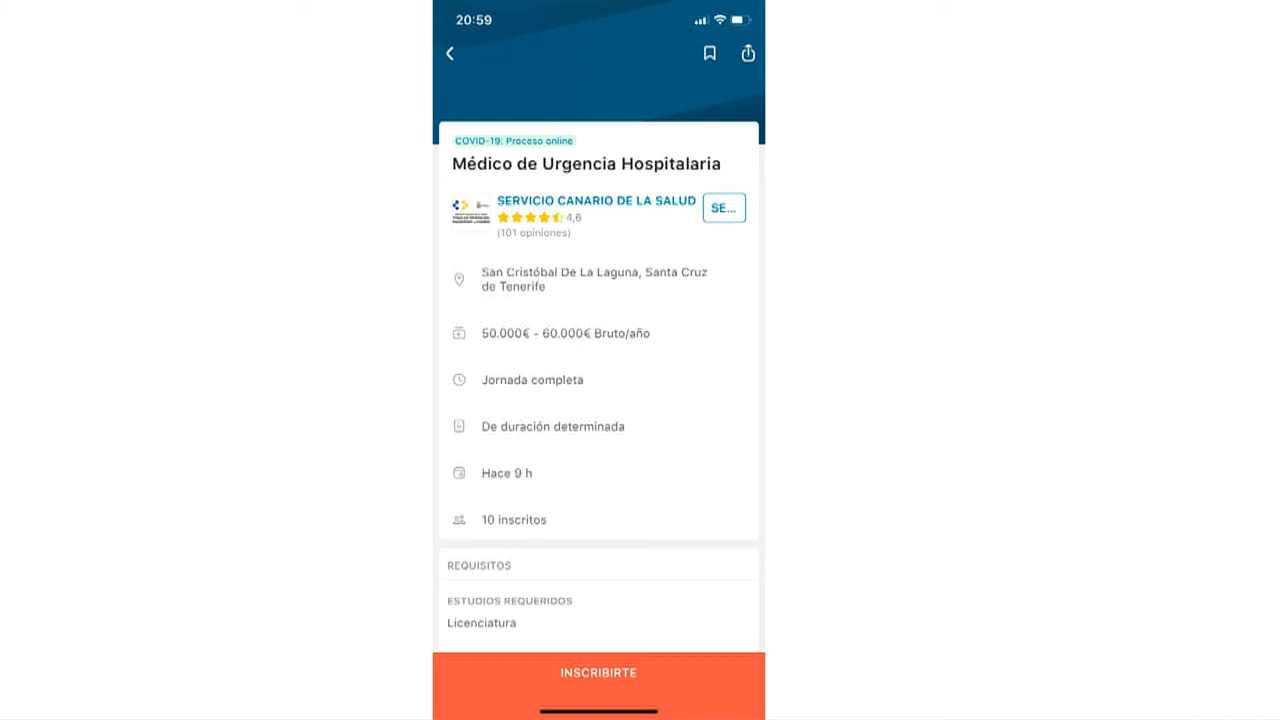 20:59
COVID-19: Proceso online
Médico de Urgencia Hospitalaria
SERVICIO CANARIO DE LA SALUD
SE...
4,6
(101 opiniones)
San Cristóbal De La Laguna, Santa Cruz
de Tenerife
50.000€ - 60.000€ Bruto/año
Jornada completa
De duración determinada
Hace 9 h
10 inscritos
REQUISITOS
ESTUDIOS REQUERIDOS
Licenciatura
INSCRIBIRTE